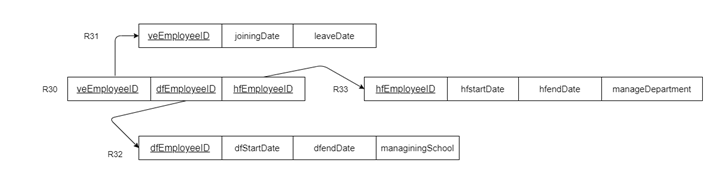 R31 veEmployeeID joiningDate leaveDate
R30 veEmployeeID dfEmployeeID hfEmployeeID
R33 hfEmployeeID hfstartDate hfendDate manageDepartment
R32 dfEmployeeID dfStartDate dfendDate managiningSchool